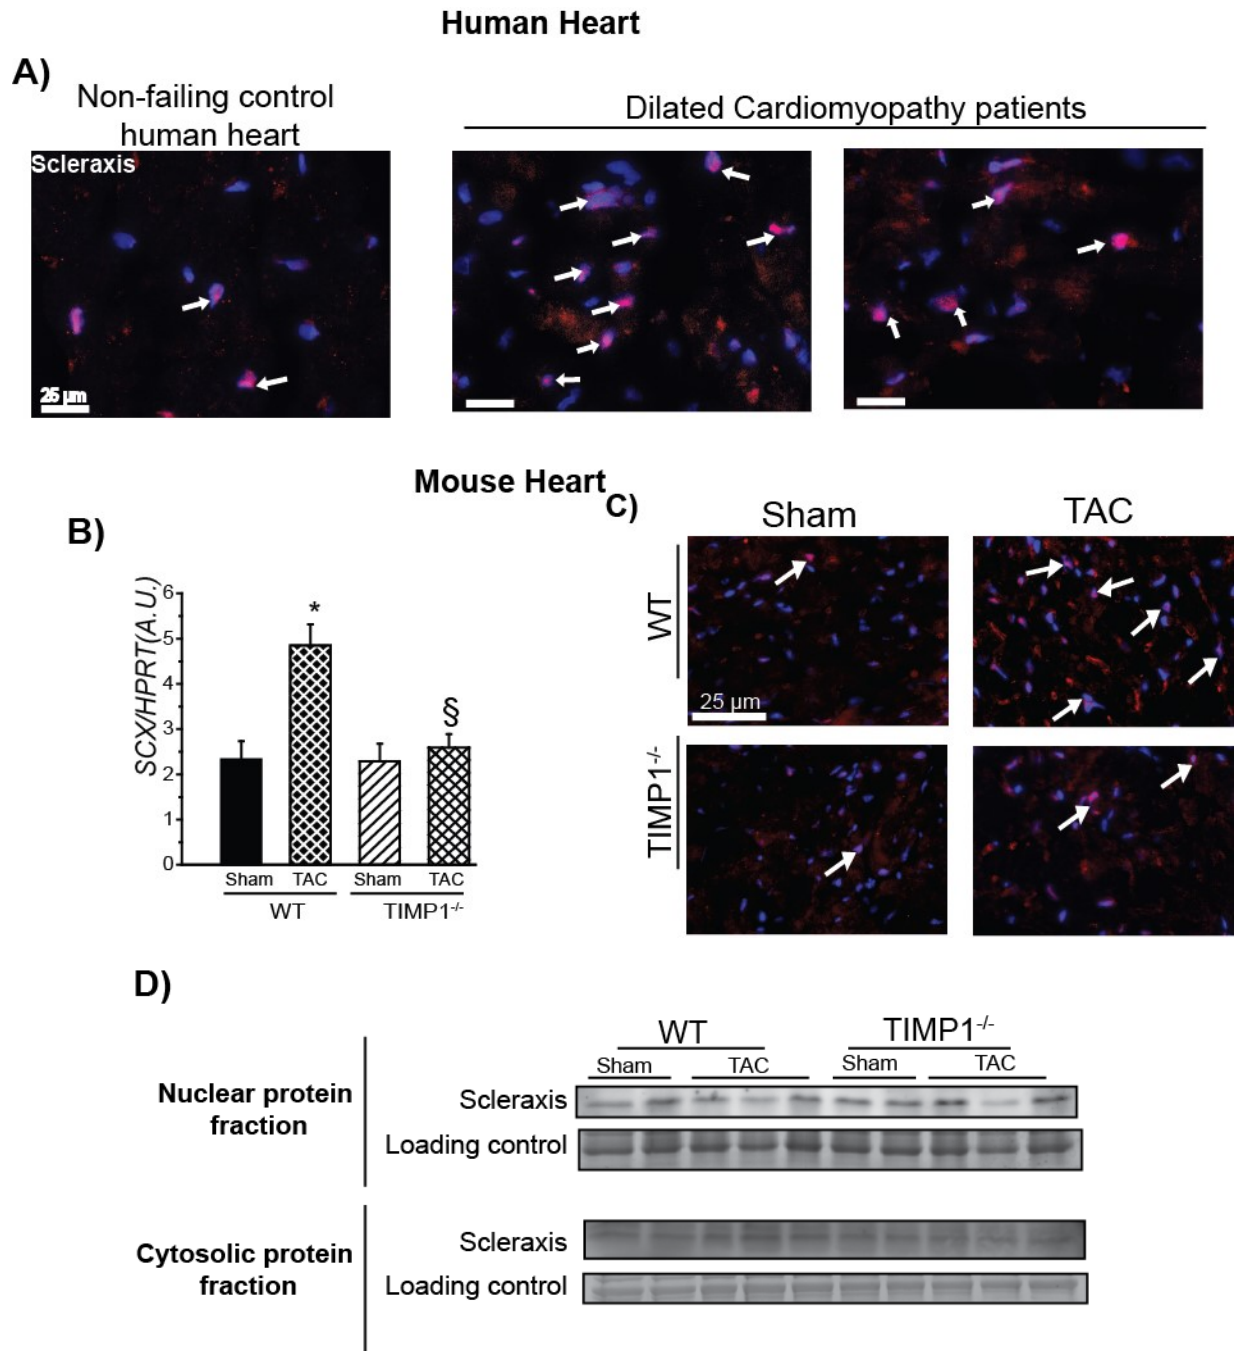 Human Heart
A)
Non-failing control
human heart
Dilated Cardiomyopathy patients
Scleraxis
25 µm
Mouse Heart
B)
SCX/HPRT(A.U.)
6
5
4
3
2
1
0
*
§
Sham TAC Sham TAC
WT TIMP1-/-
C)
Sham TAC
WT
25 µm
TIMP1-/-
D)
WT TIMP1-/-
Sham TAC Sham TAC
Nuclear protein
fraction
Scleraxis
Loading control
Cytosolic protein
fraction
Scleraxis
Loading control